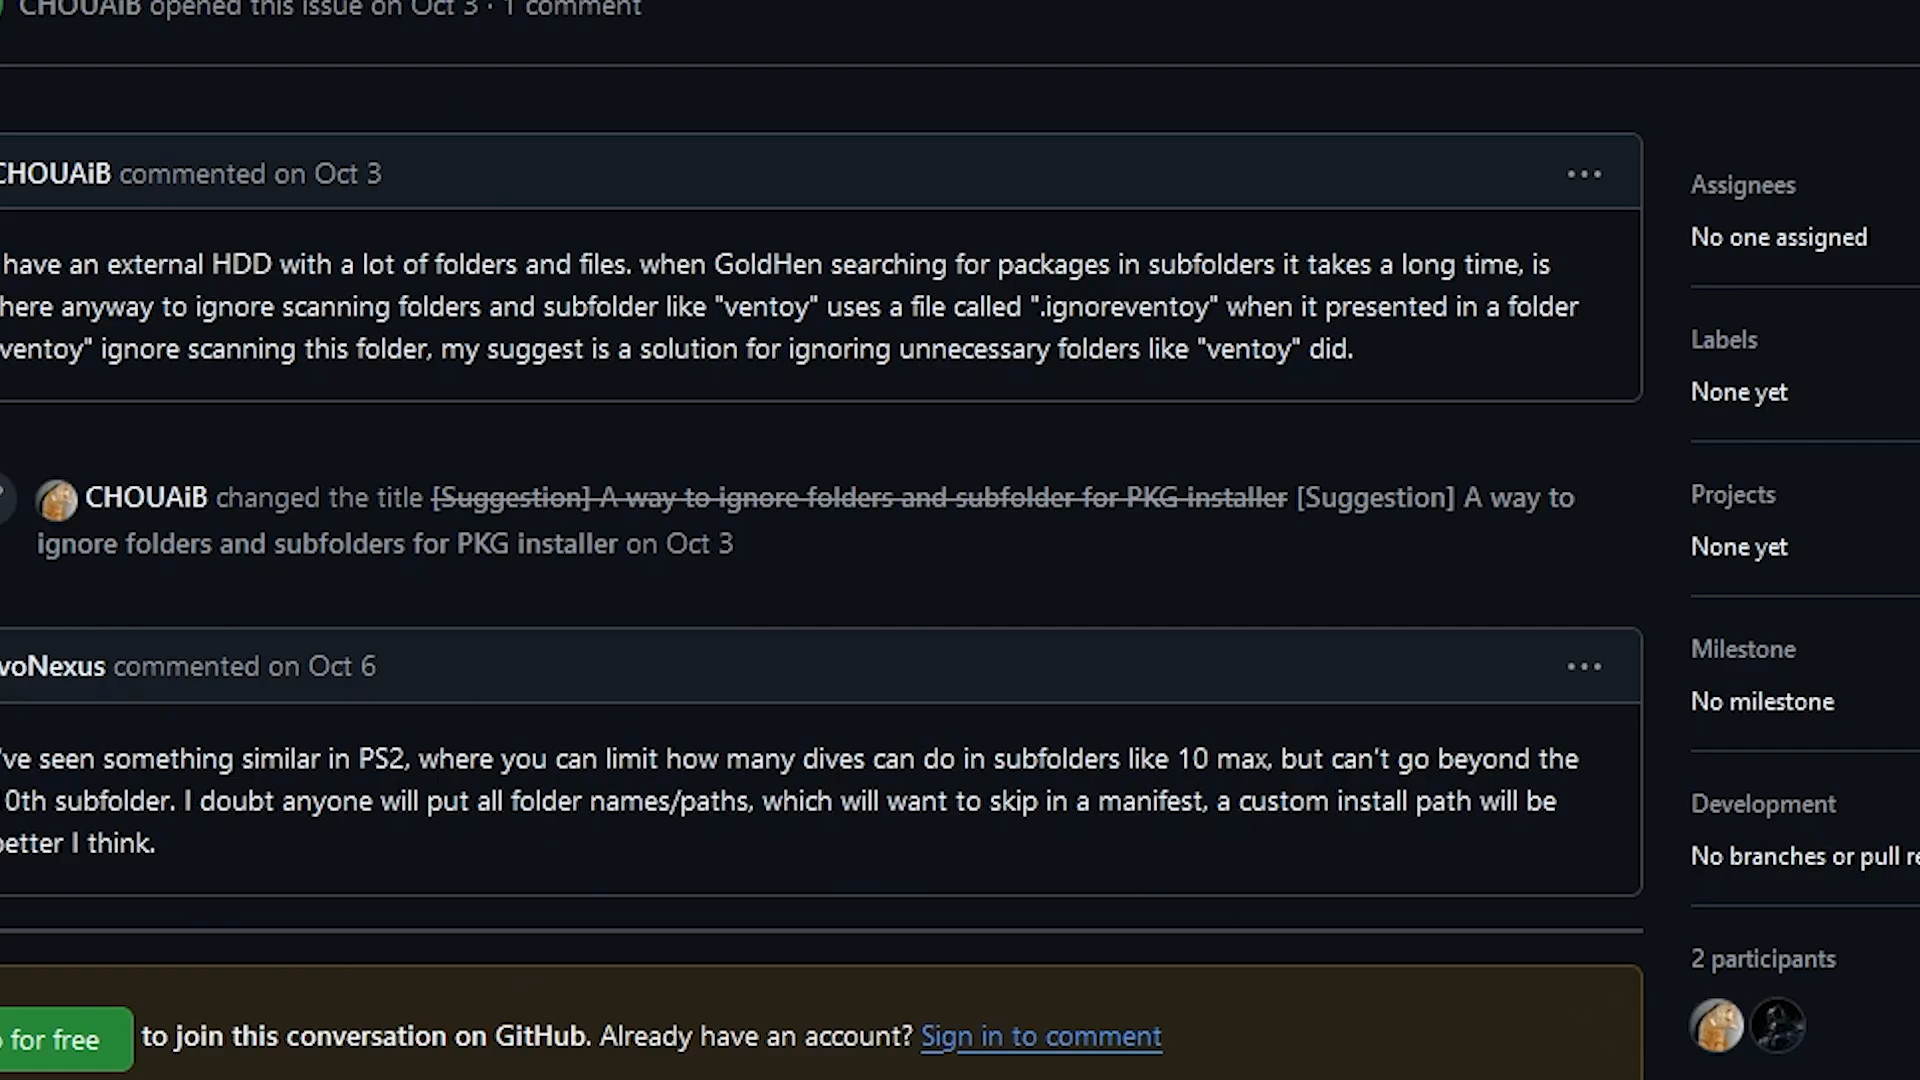 CHOUAiB opened this issue on Oct 3 · 1 comment
CHOUAiB commented on Oct 3
have an external HDD with a lot of folders and files. when GoldHen searching for packages in subfolders it takes a long time, is
here anyway to ignore scanning folders and subfolder like "ventoy" uses a file called ".ignoreventoy" when it presented in a folder
ventoy" ignore scanning this folder, my suggest is a solution for ignoring unnecessary folders like "ventoy" did.
CHOUAiB changed the title [Suggestion] A way to ignore folders and subfolder for PKG installer [Suggestion] A way to
ignore folders and subfolders for PKG installer on Oct 3
voNexus commented on Oct 6
've seen something similar in PS2, where you can limit how many dives can do in subfolders like 10 max, but can't go beyond the
0th subfolder. I doubt anyone will put all folder names/paths, which will want to skip in a manifest, a custom install path will be
better I think.
for free to join this conversation on GitHub. Already have an account? Sign in to comment
Assignees
No one assigned
Labels
None yet
Projects
None yet
Milestone
No milestone
Development
No branches or pull re
2 participants